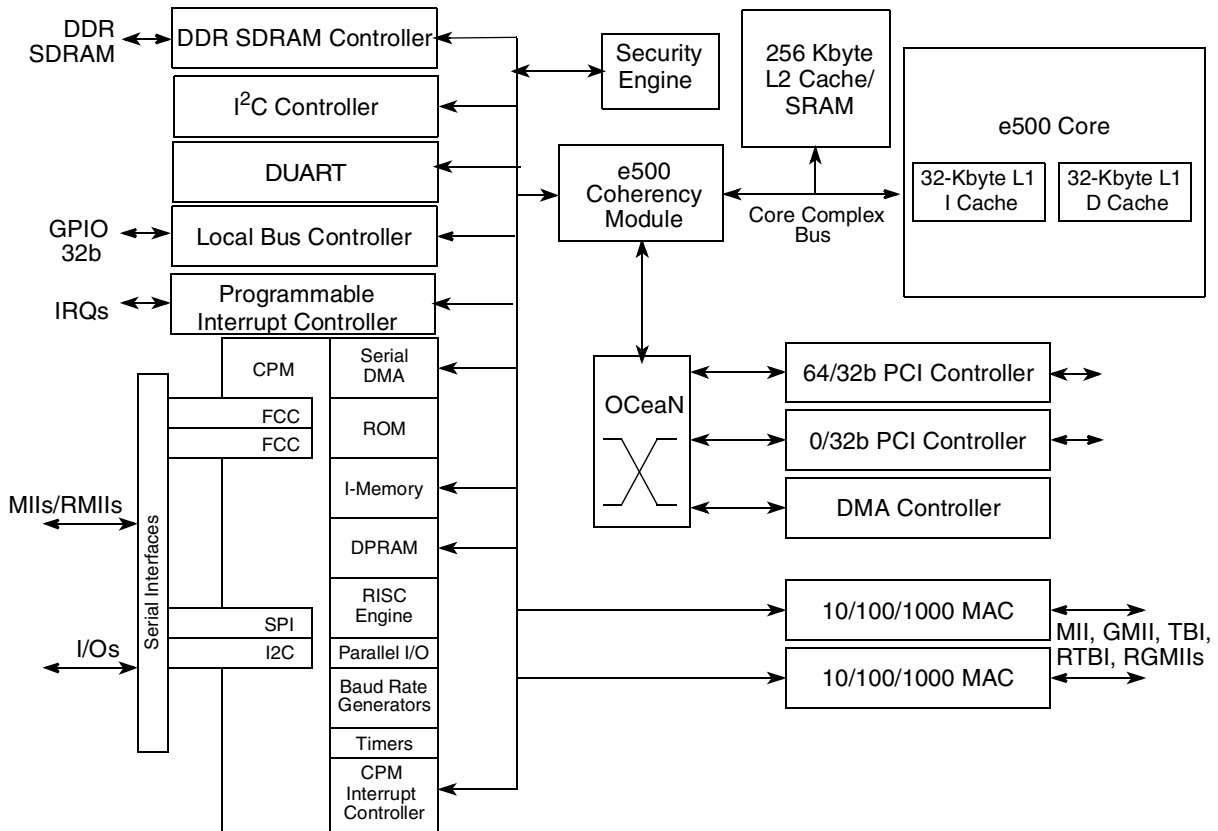 DDR
SDRAM
DDR SDRAM Controller
I2C Controller
DUART
GPIO
32b
Local Bus Controller
IRQs
Programmable
Interrupt Controller
Security
Engine
256 Kbyte
L2 Cache/
SRAM
e500 Core
32-Kbyte L1
I Cache
32-Kbyte L1
D Cache
e500
Coherency
Module
Core Complex
Bus
CPM
Serial
DMA
FCC
FCC
ROM
I-Memory
DPRAM
RISC
Engine
SPI
I2C
Parallel I/O
Baud Rate
Generators
Timers
CPM
Interrupt
Controller
MIIs/RMIIs
I/Os
Serial Interfaces
OCeaN
64/32b PCI Controller
0/32b PCI Controller
DMA Controller
10/100/1000 MAC
10/100/1000 MAC
MII, GMII, TBI,
RTBI, RGMIIs